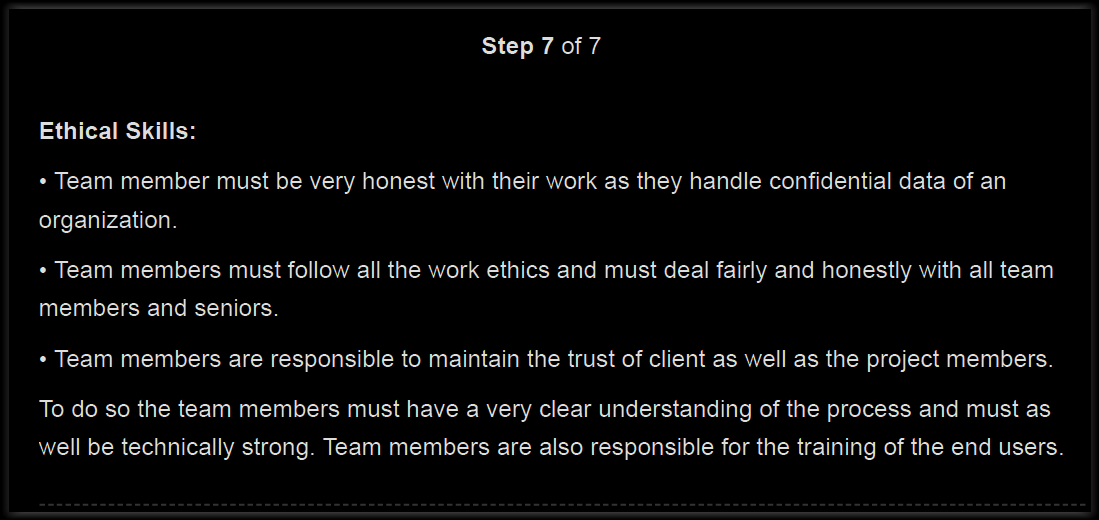 Step 7 of 7
Ethical Skills:
• Team member must be very honest with their work as they handle confidential data of an
organization.
• Team members must follow all the work ethics and must deal fairly and honestly with all team
members and seniors.
• Team members are responsible to maintain the trust of client as well as the project members.
To do so the team members must have a very clear understanding of the process and must as
well be technically strong. Team members are also responsible for the training of the end users.